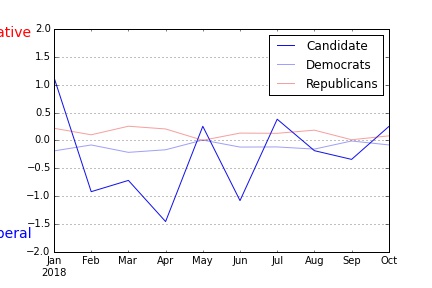 2.0
ative
1.5
1.0
0.5
0.0
−0.5
−1.0
−1.5
beral
−2.0
Candidate
Democrats
Republicans
Jan Feb Mar Apr May Jun Jul Aug Sep Oct
2018